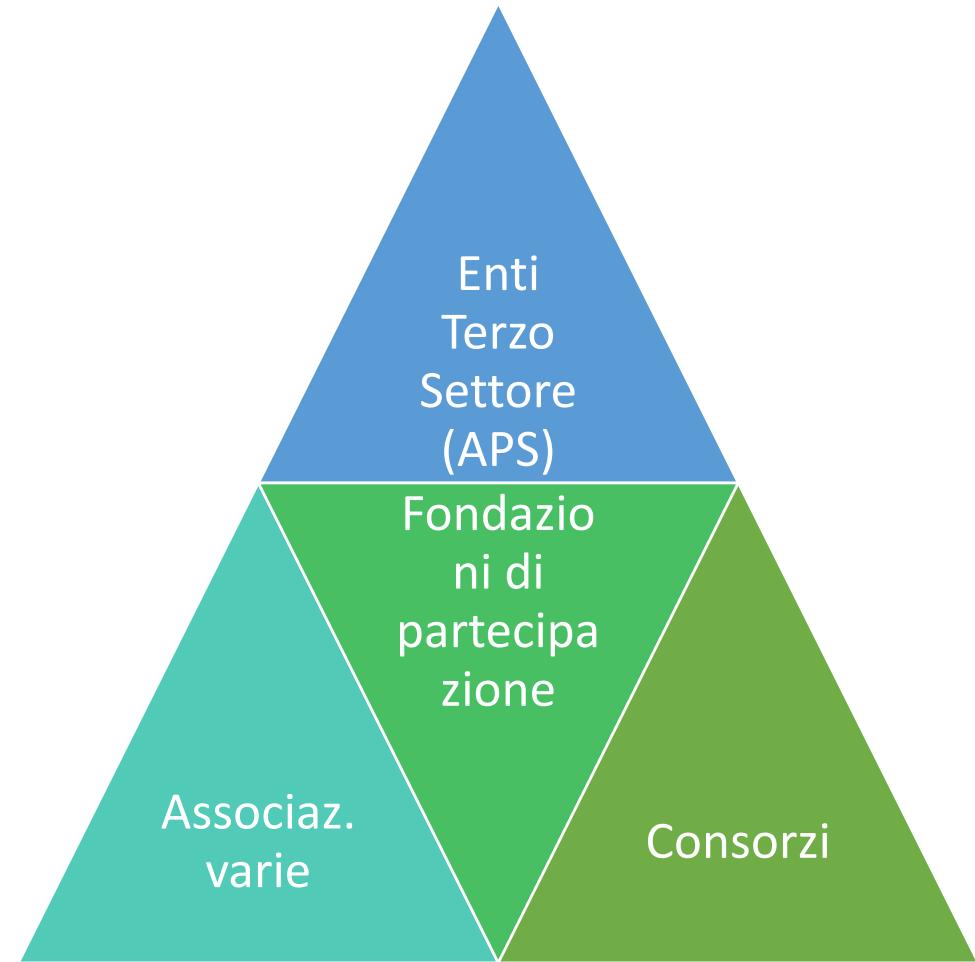 Enti
Terzo
Settore
(APS)
Fondazio
ni di
partecipa
zione
Associaz.
varie
Consorzi